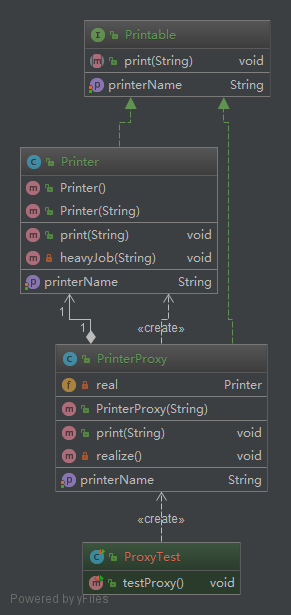 Printable
print(String) void
printerName String
Printer
Printer()
Printer(String)
print(String) void
heavyJob(String) void
printerName String
1
1
«create»
PrinterProxy
real Printer
PrinterProxy(String)
print(String) void
realize() void
printerName String
«create»
ProxyTest
testProxy() void
Powered by yFiles